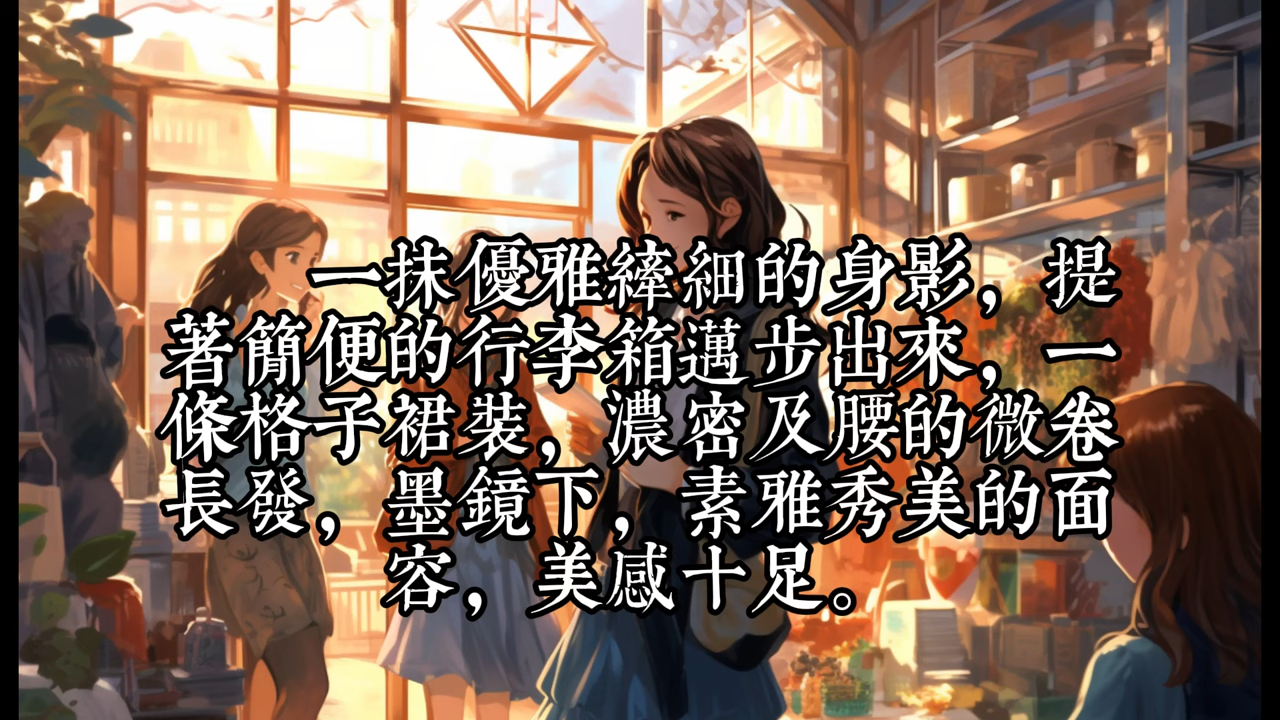 一抹優雅縴細的身影，提
著簡便的行李箱邁步出來，一
條格子裙裝，濃密及腰的微卷
長發，墨鏡下，素雅秀美的面
容，美感十足。